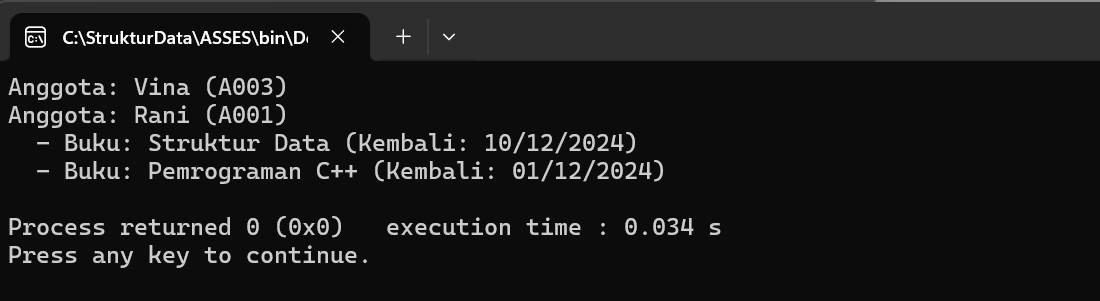 C:\StrukturData\ASSES\bin\De
Anggota: Vina (A003)
Anggota: Rani (A001)
  - Buku: Struktur Data (Kembali: 10/12/2024)
  - Buku: Pemrograman C++ (Kembali: 01/12/2024)
Process returned 0 (0x0)   execution time : 0.034 s
Press any key to continue.